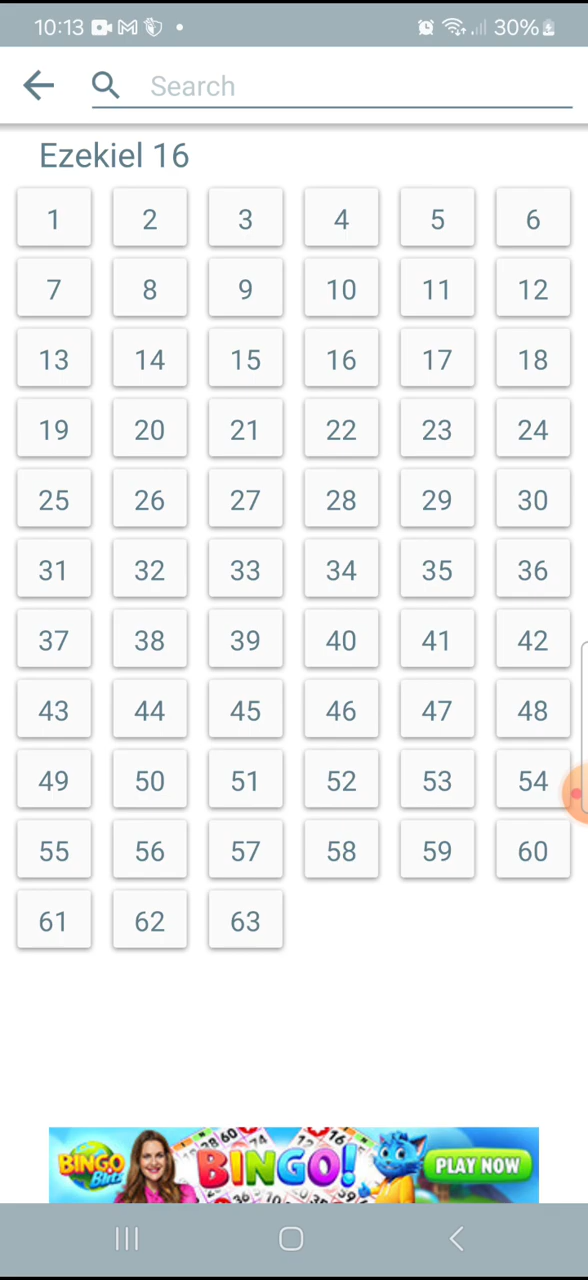 10:13 30%
Search
Ezekiel 16
1 2 3 4 5 6
7 8 9 10 11 12
13 14 15 16 17 18
19 20 21 22 23 24
25 26 27 28 29 30
31 32 33 34 35 36
37 38 39 40 41 42
43 44 45 46 47 48
49 50 51 52 53 54
55 56 57 58 59 60
61 62 63
BINGO Blitz BINGO! PLAY NOW